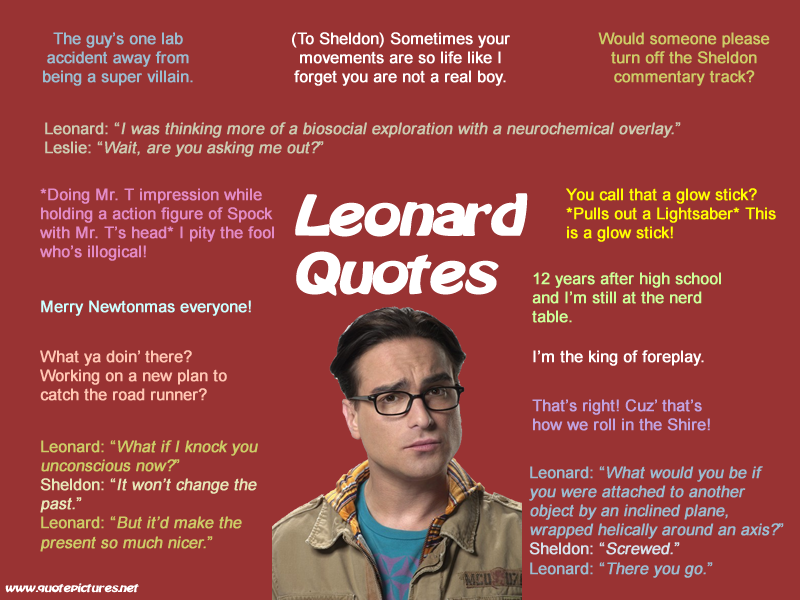 The guy's one lab
accident away from
being a super villain.
(To Sheldon) Sometimes your
movements are so life like I
forget you are not a real boy.
Would someone please
turn off the Sheldon
commentary track?
Leonard: “I was thinking more of a biosocial exploration with a neurochemical overlay.”
Leslie: “Wait, are you asking me out?”
*Doing Mr. T impression while
holding a action figure of Spock
with Mr. T's head* I pity the fool
who's illogical!
Leonard
Quotes
You call that a glow stick?
*Pulls out a Lightsaber* This
is a glow stick!
12 years after high school
and I'm still at the nerd
table.
Merry Newtonmas everyone!
What ya doin' there?
Working on a new plan to
catch the road runner?
I'm the king of foreplay.
That's right! Cuz' that's
how we roll in the Shire!
Leonard: “What if I knock you
unconscious now?”
Sheldon: “It won't change the
past.”
Leonard: “But it'd make the
present so much nicer.”
Leonard: “What would you be if
you were attached to another
object by an inclined plane,
wrapped helically around an axis?”
Sheldon: “Screwed.”
Leonard: “There you go.”
www.quotepictures.net